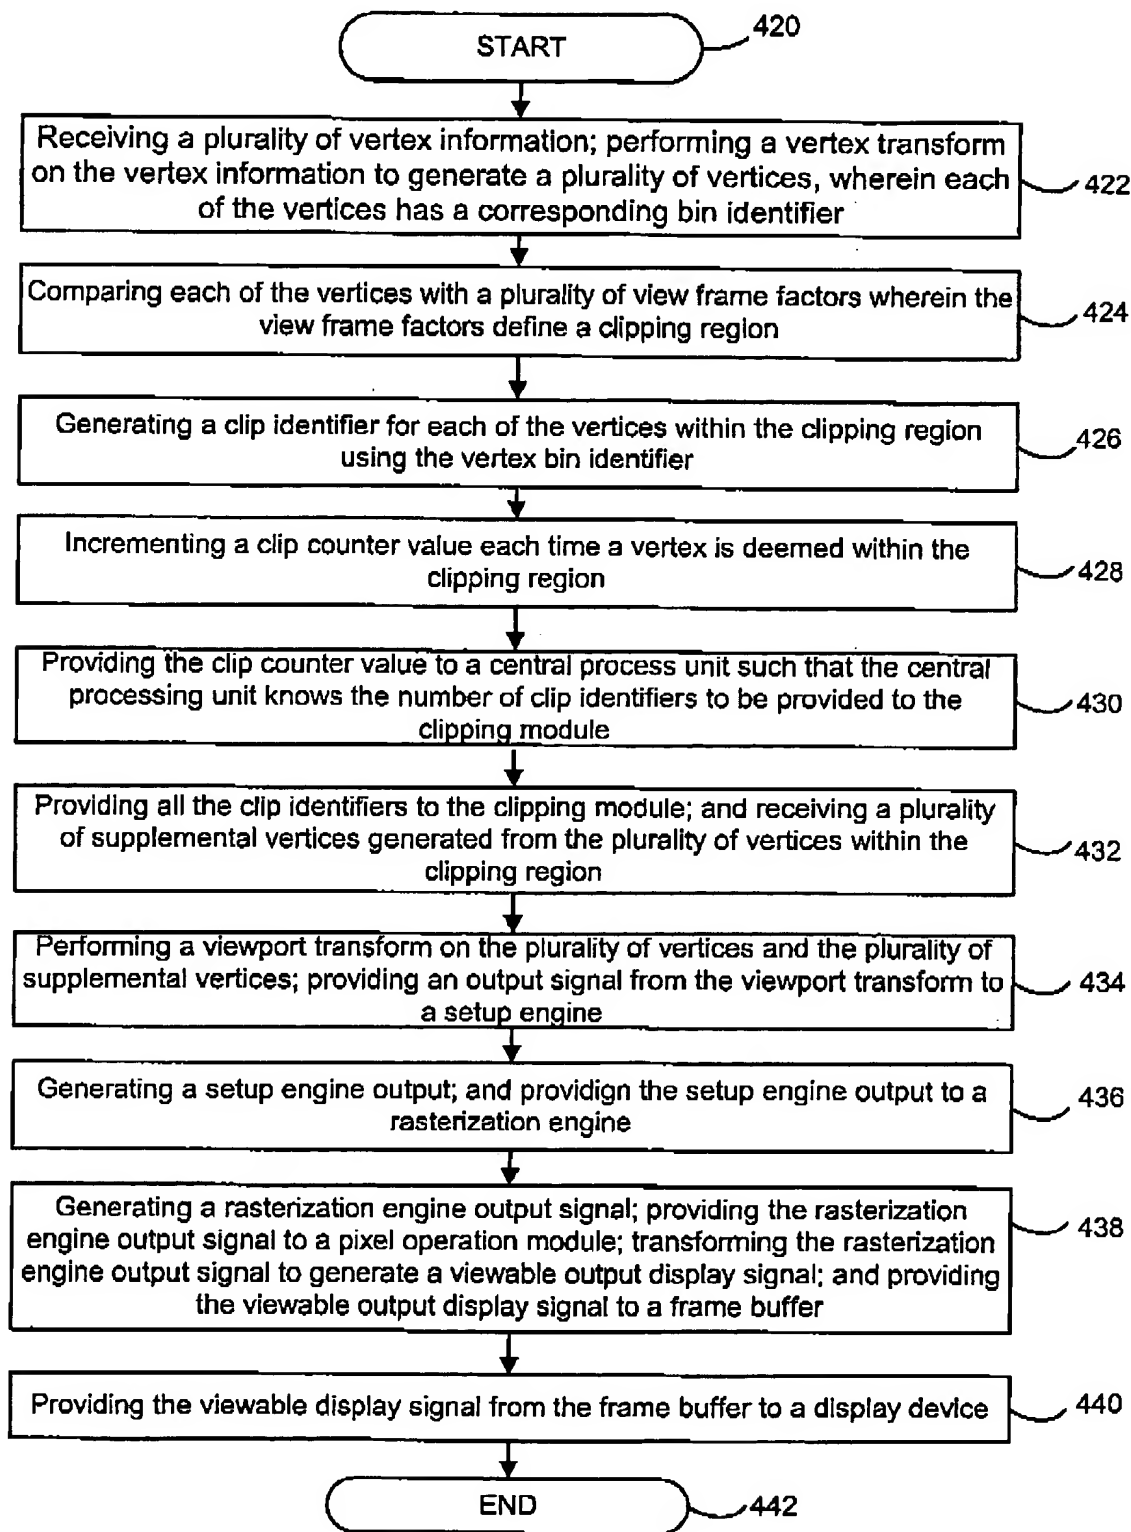 START
420
Receiving a plurality of vertex information; performing a vertex transform
on the vertex information to generate a plurality of vertices, wherein each
of the vertices has a corresponding bin identifier
422
Comparing each of the vertices with a plurality of view frame factors wherein the
view frame factors define a clipping region
424
Generating a clip identifier for each of the vertices within the clipping region
using the vertex bin identifier
426
Incrementing a clip counter value each time a vertex is deemed within the
clipping region
428
Providing the clip counter value to a central process unit such that the central
processing unit knows the number of clip identifiers to be provided to the
clipping module
430
Providing all the clip identifiers to the clipping module; and receiving a plurality
of supplemental vertices generated from the plurality of vertices within the
clipping region
432
Performing a viewport transform on the plurality of vertices and the plurality of
supplemental vertices; providing an output signal from the viewport transform to
a setup engine
434
Generating a setup engine output; and providign the setup engine output to a
rasterization engine
436
Generating a rasterization engine output signal; providing the rasterization
engine output signal to a pixel operation module; transforming the rasterization
engine output signal to generate a viewable output display signal; and providing
the viewable output display signal to a frame buffer
438
Providing the viewable display signal from the frame buffer to a display device
440
END
442